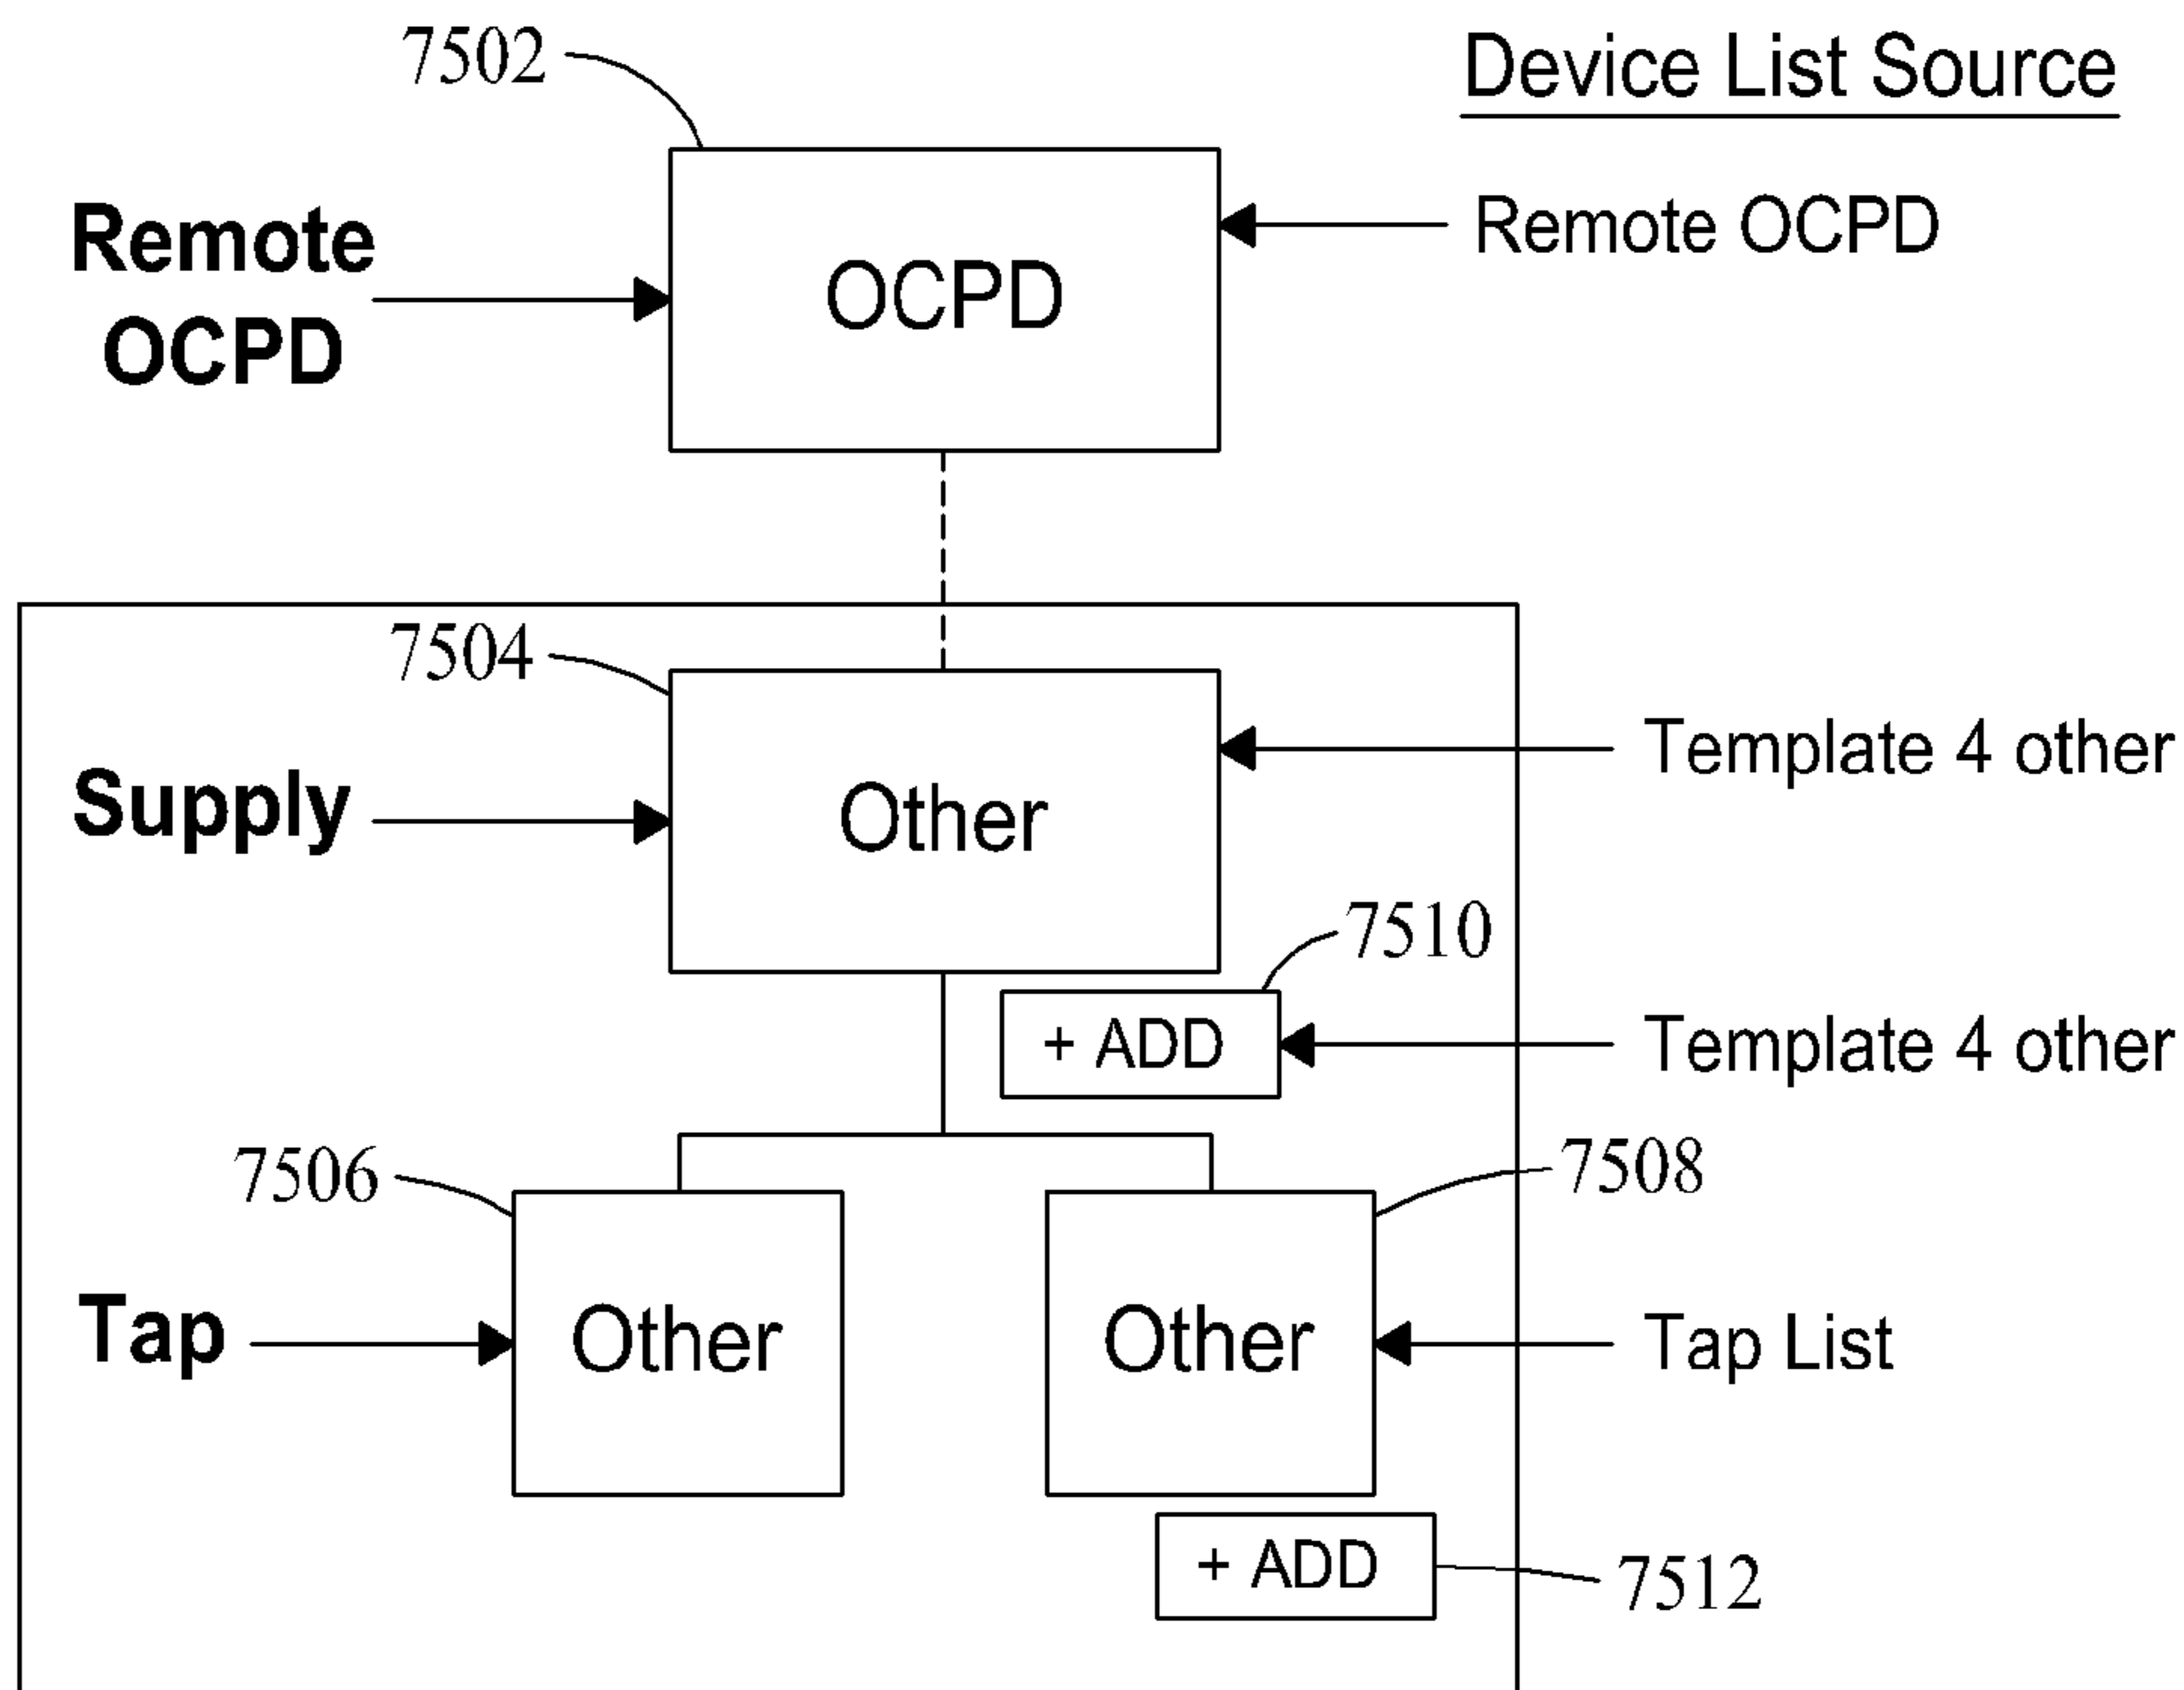 7502
Device List Source
Remote
OCPD
OCPD
Remote OCPD
7504
Supply
Other
Template 4 other
7510
+ ADD
Template 4 other
7506
7508
Tap
Other
Other
Tap List
+ ADD
7512